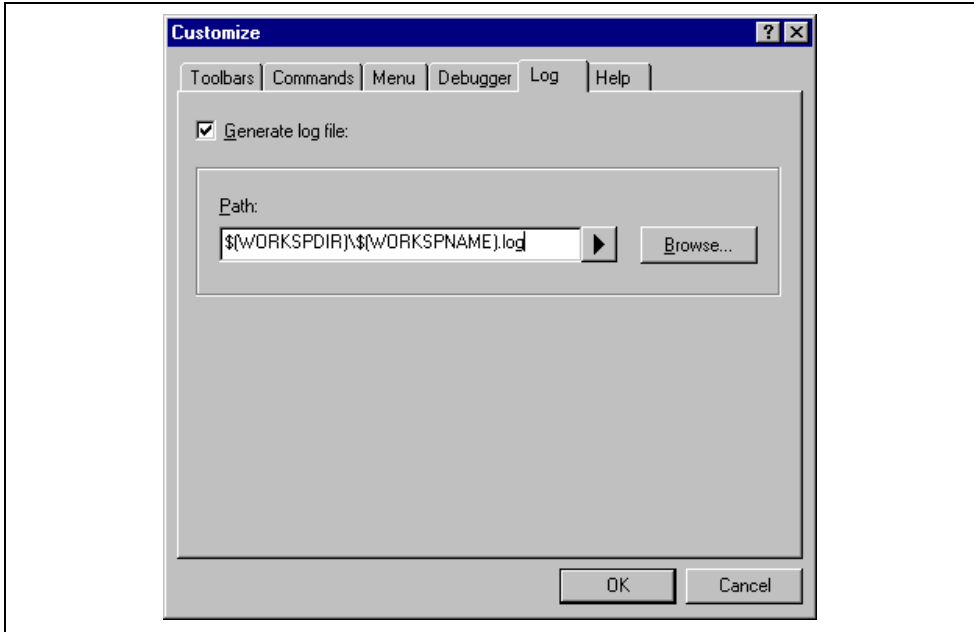 Customize
Toolbars Commands Menu Debugger Log Help
Generate log file:
Path:
$(WORKSPDIR)\$(WORKSPNAME).log
Browse...
OK Cancel